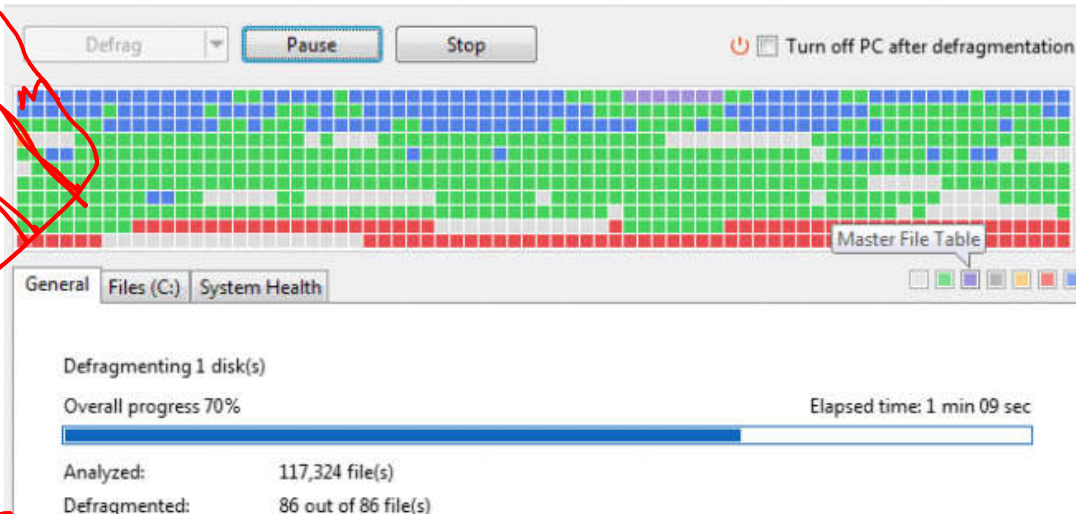 Defrag Pause Stop Turn off PC after defragmentation
Master File Table
General Files (C:) System Health
Defragmenting 1 disk(s)
Overall progress 70% Elapsed time: 1 min 09 sec
Analyzed: 117,324 file(s)
Defragmented: 86 out of 86 file(s)